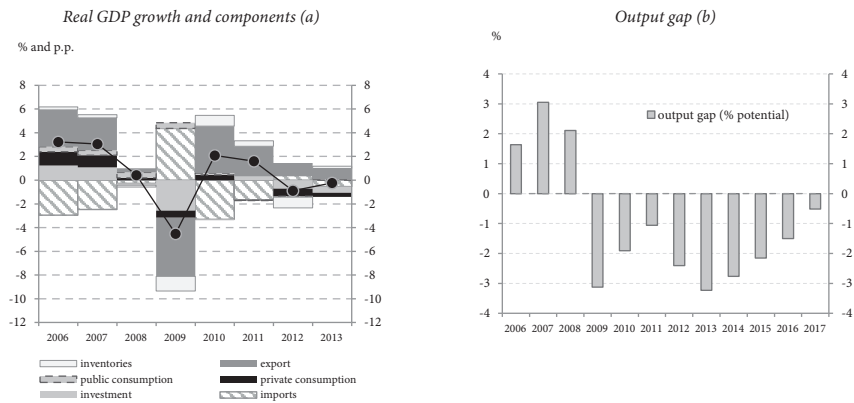 Real GDP growth and components (a)
% and p.p.
8 8
6 6
4 4
2 2
0 0
-2 -2
-4 -4
-6 -6
-8 -8
-10 -10
-12 -12
2006 2007 2008 2009 2010 2011 2012 2013
inventories export
public consumption private consumption
investment imports
Output gap (b)
%
4 4
3 3
output gap (% potential)
2 2
1 1
0 0
-1 -1
-2 -2
-3 -3
-4 -4
2006 2007 2008 2009 2010 2011 2012 2013 2014 2015 2016 2017